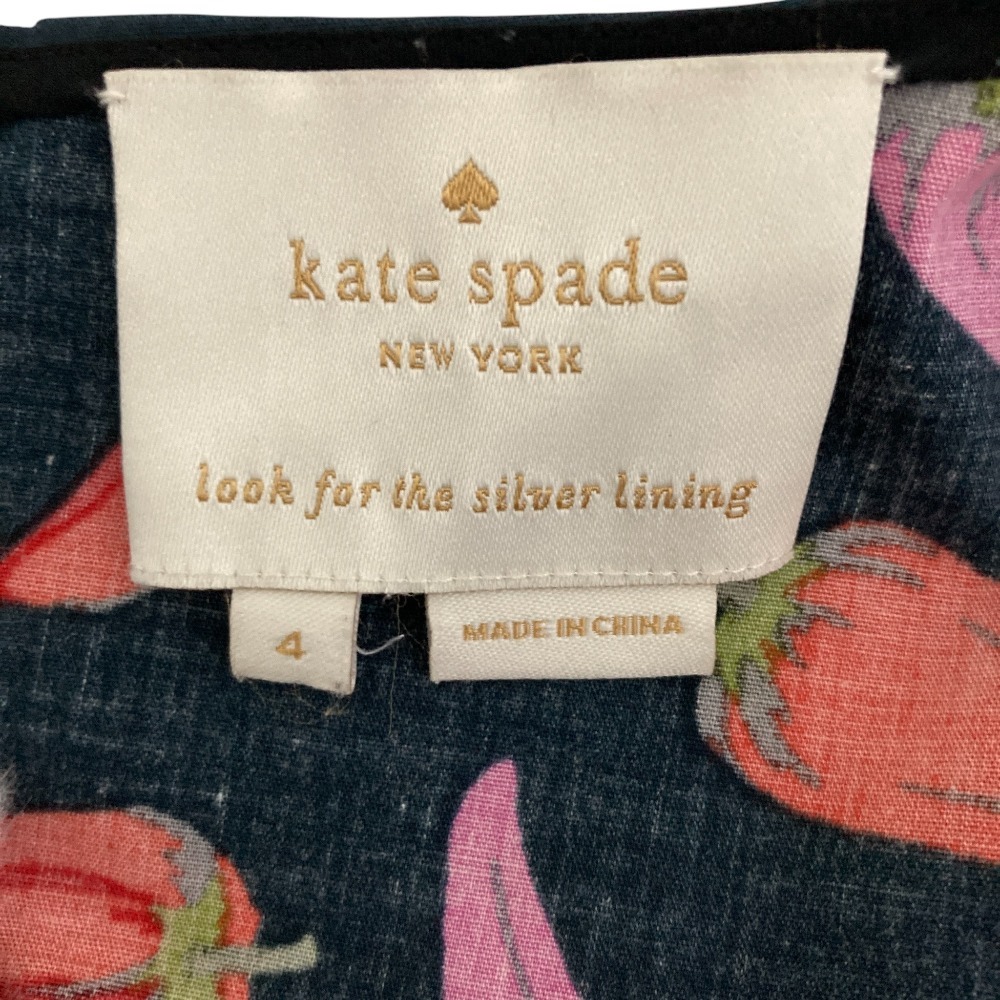 kate spade
NEW YORK
look for the silver lining
4
MADE IN CHINA